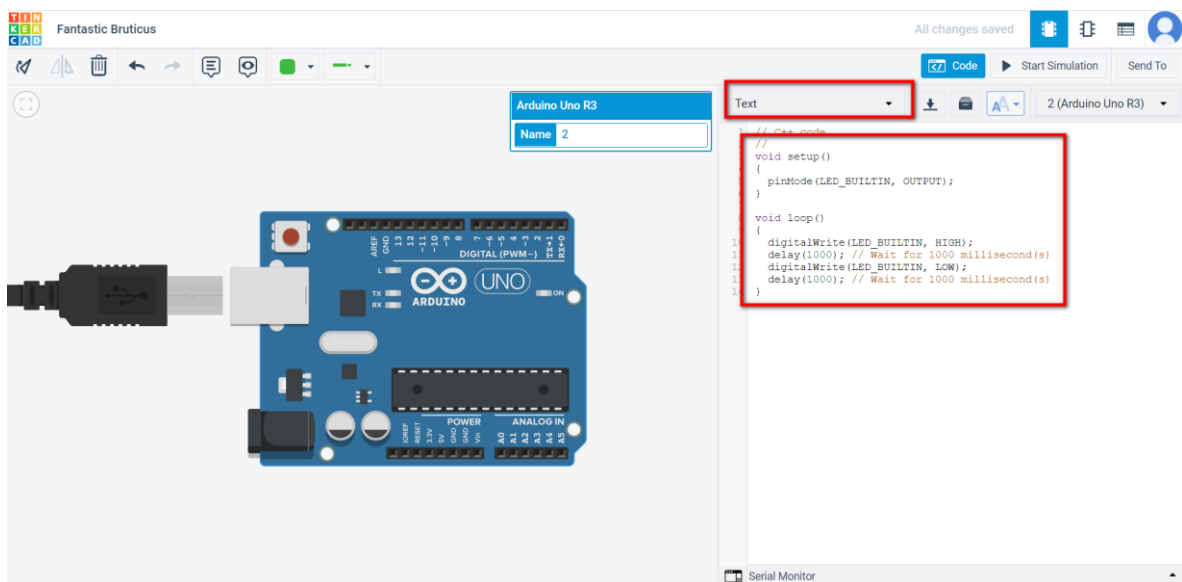 TIN
KER
CAD
Fantastic Bruticus
All changes saved
Code
Start Simulation
Send To
Arduino Uno R3
Name 2
Text
2 (Arduino Uno R3)
1 // C++ code
//
void setup()
{
pinMode(LED_BUILTIN, OUTPUT);
}
void loop()
{
digitalWrite(LED_BUILTIN, HIGH);
delay(1000); // Wait for 1000 millisecond(s)
digitalWrite(LED_BUILTIN, LOW);
delay(1000); // Wait for 1000 millisecond(s)
}
AREF
GND
13
12
~11
~10
~9
8
7
~6
~5
4
~3
2
TX→1
RX←0
DIGITAL (PWM~)
L
TX
RX
ARDUINO
UNO
ON
POWER
ANALOG IN
IOREF
RESET
3.3V
5V
GND
GND
Vin
A0
A1
A2
A3
A4
A5
Serial Monitor